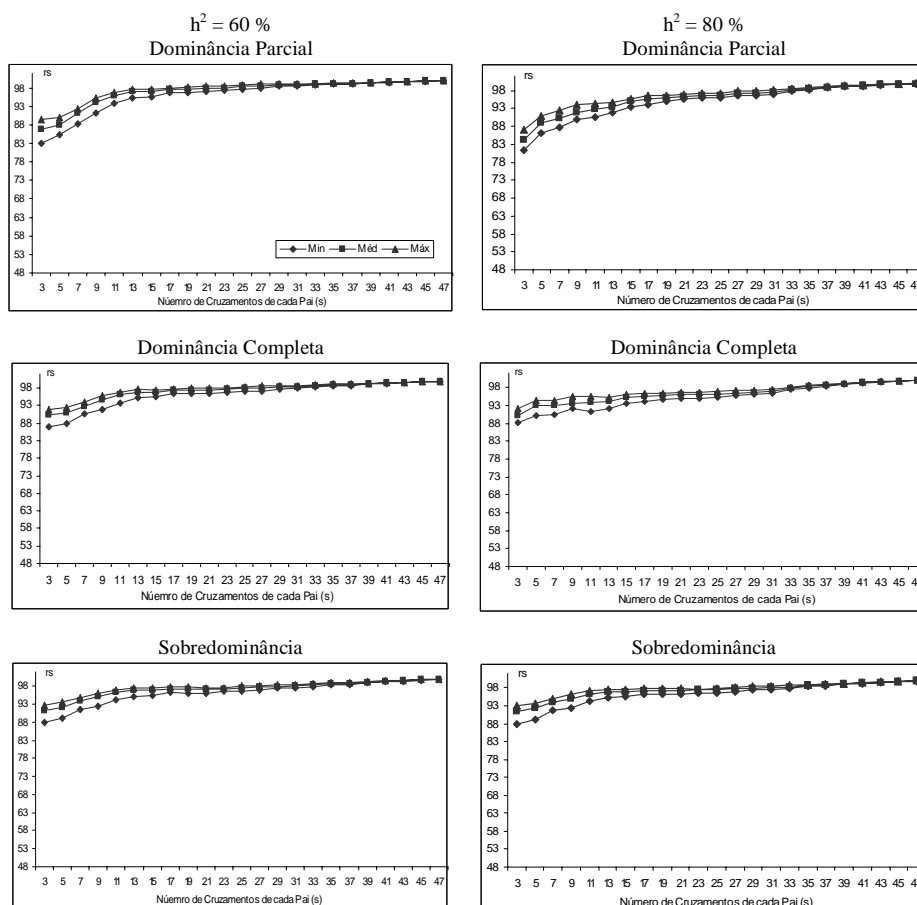 h² = 60 %
Dominância Parcial
rs
98
93
88
83
78
73
68
63
58
53
48
Min Méd Máx
3 5 7 9 11 13 15 17 19 21 23 25 27 29 31 33 35 37 39 41 43 45 47
Núemro de Cruzamentos de cada Pai (s)
h² = 80 %
Dominância Parcial
rs
98
93
88
83
78
73
68
63
58
53
48
3 5 7 9 11 13 15 17 19 21 23 25 27 29 31 33 35 37 39 41 43 45 47
Número de Cruzamentos de cada Pai (s)
Dominância Completa
rs
98
93
88
83
78
73
68
63
58
53
48
3 5 7 9 11 13 15 17 19 21 23 25 27 29 31 33 35 37 39 41 43 45 47
Núemro de Cruzamentos de cada Pai (s)
Dominância Completa
rs
98
93
88
83
78
73
68
63
58
53
48
3 5 7 9 11 13 15 17 19 21 23 25 27 29 31 33 35 37 39 41 43 45 4
Número de Cruzamentos de cada Pai (s)
Sobredominância
rs
98
93
88
83
78
73
68
63
58
53
48
3 5 7 9 11 13 15 17 19 21 23 25 27 29 31 33 35 37 39 41 43 45 47
Núemro de Cruzamentos de cada Pai (s)
Sobredominância
rs
98
93
88
83
78
73
68
63
58
53
48
3 5 7 9 11 13 15 17 19 21 23 25 27 29 31 33 35 37 39 41 43 45 4
Número de Cruzamentos de cada Pai (s)